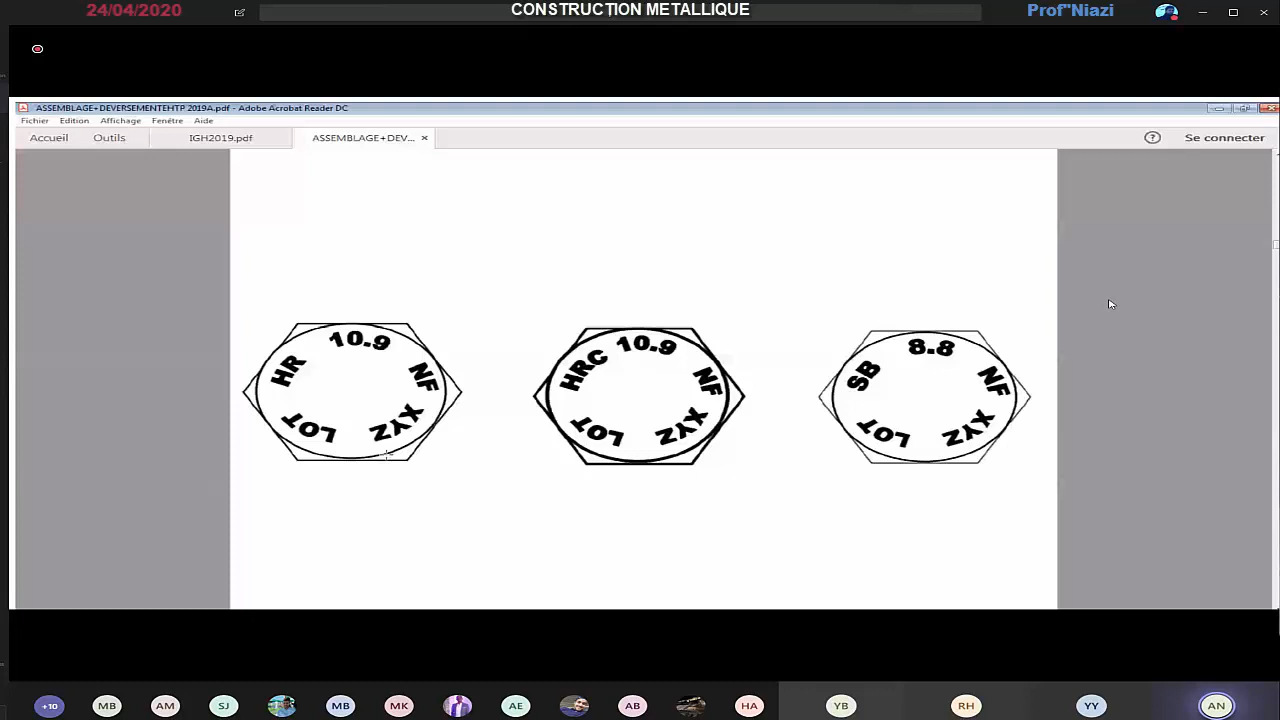 24/04/2020
CONSTRUCTION METALLIQUE
Prof"Niazi
ASSEMBLAGE+DEVERSEMENTEHTP 2019A.pdf - Adobe Acrobat Reader DC
Fichier Edition Affichage Fenêtre Aide
Accueil Outils IGH2019.pdf ASSEMBLAGE+DEV... × ? Se connecter
HR 10.9 NF XYZ LOT
HRC 10.9 NF XYZ LOT
SB 8.8 NF XYZ LOT
+10 MB AM SJ MB MK AE AB HA YB RH YY AN